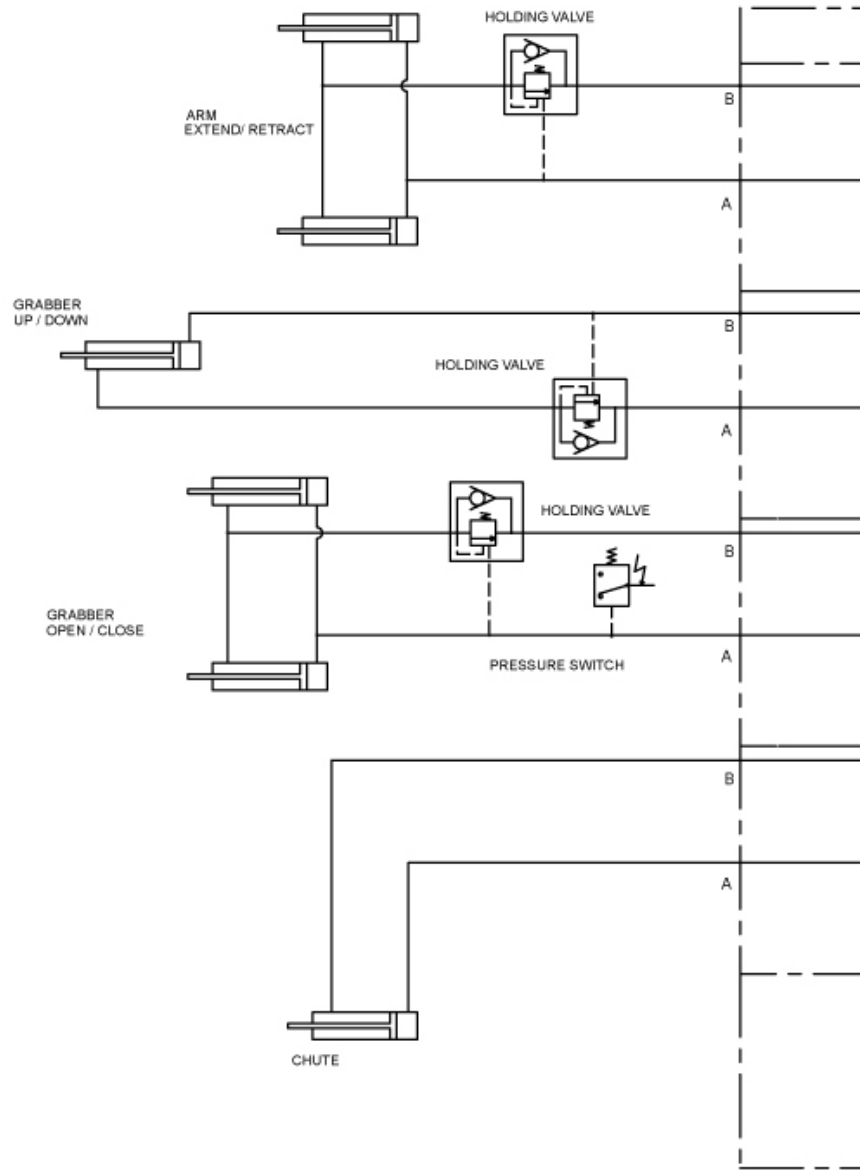 HOLDING VALVE
B
ARM
EXTEND/ RETRACT
A
GRABBER
UP / DOWN
B
HOLDING VALVE
A
HOLDING VALVE
B
GRABBER
OPEN / CLOSE
A
PRESSURE SWITCH
B
A
CHUTE